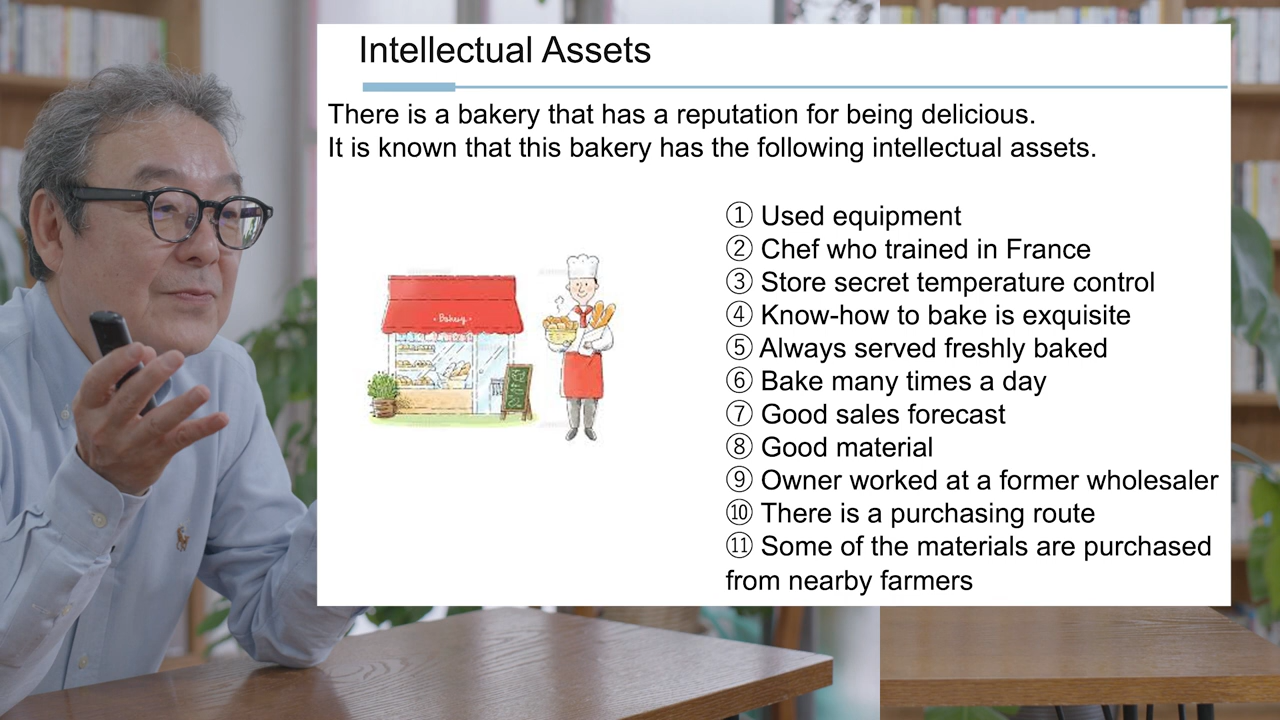 Intellectual Assets
There is a bakery that has a reputation for being delicious.
It is known that this bakery has the following intellectual assets.
Bakery
① Used equipment
② Chef who trained in France
③ Store secret temperature control
④ Know-how to bake is exquisite
⑤ Always served freshly baked
⑥ Bake many times a day
⑦ Good sales forecast
⑧ Good material
⑨ Owner worked at a former wholesaler
⑩ There is a purchasing route
⑪ Some of the materials are purchased
from nearby farmers